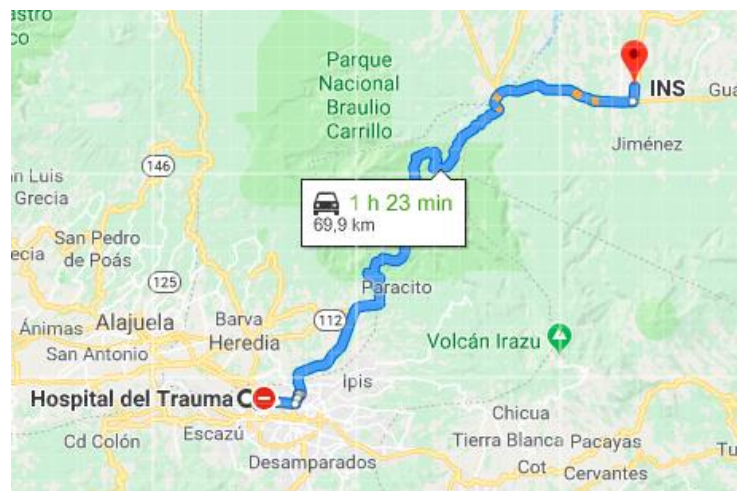 astro
co
Parque
Nacional
Braulio
Carrillo
INS
Gua
Jiménez
146
n Luis
Grecia
1 h 23 min
69,9 km
San Pedro
de Poás
ecia
125
Paracito
Ánimas
Alajuela
Barva
Heredia
112
San Antonio
Volcán Irazu
Ipis
Hospital del Trauma C
Chicua
Cd Colón
Escazú
Tierra Blanca
Pacayas
Desamparados
Cot
Cervantes
Tu